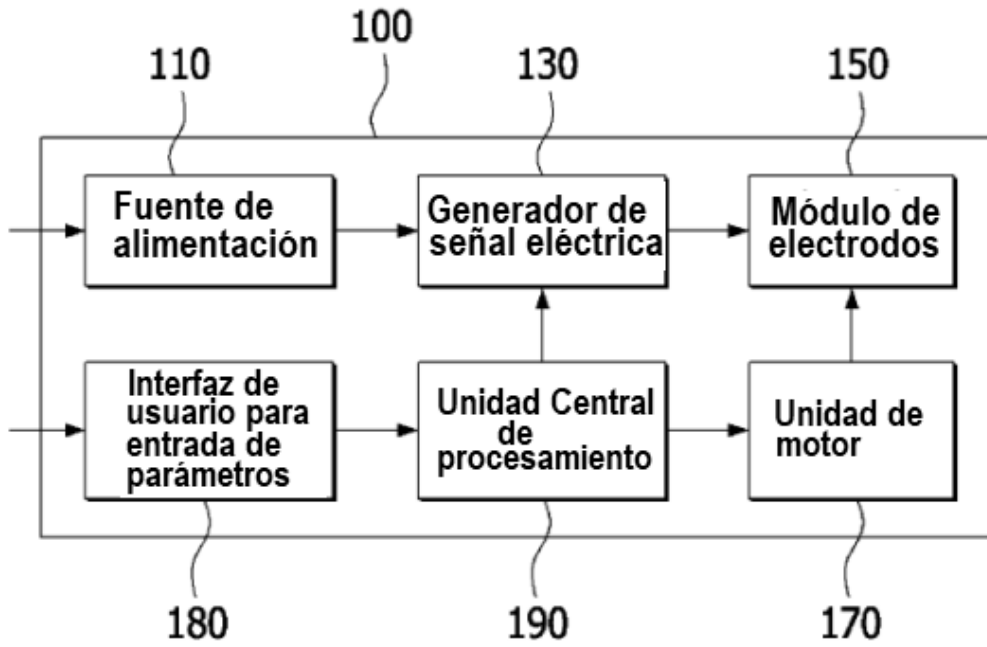 100
110
130
150
Fuente de
alimentación
Generador de
señal eléctrica
Módulo de
electrodos
Interfaz de
usuario para
entrada de
parámetros
Unidad Central
de
procesamiento
Unidad de
motor
180
190
170